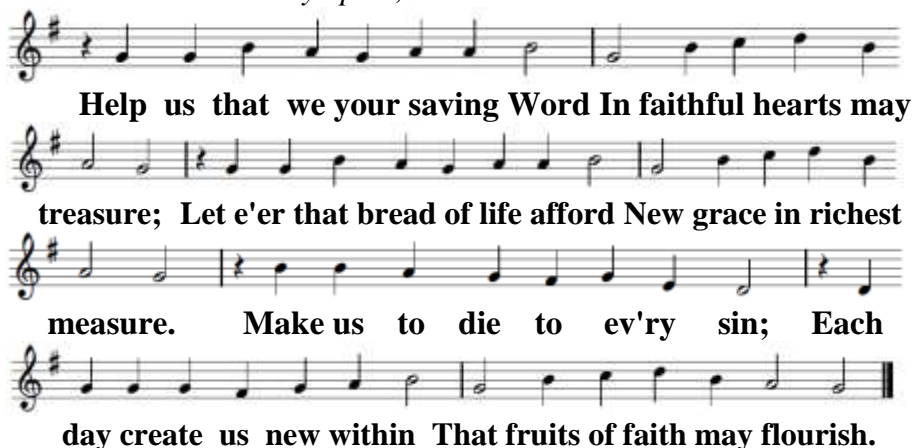 Help us that we your saving Word In faithful hearts may
treasure; Let e'er that bread of life afford New grace in richest
measure. Make us to die to ev'ry sin; Each
day create us new within That fruits of faith may flourish.